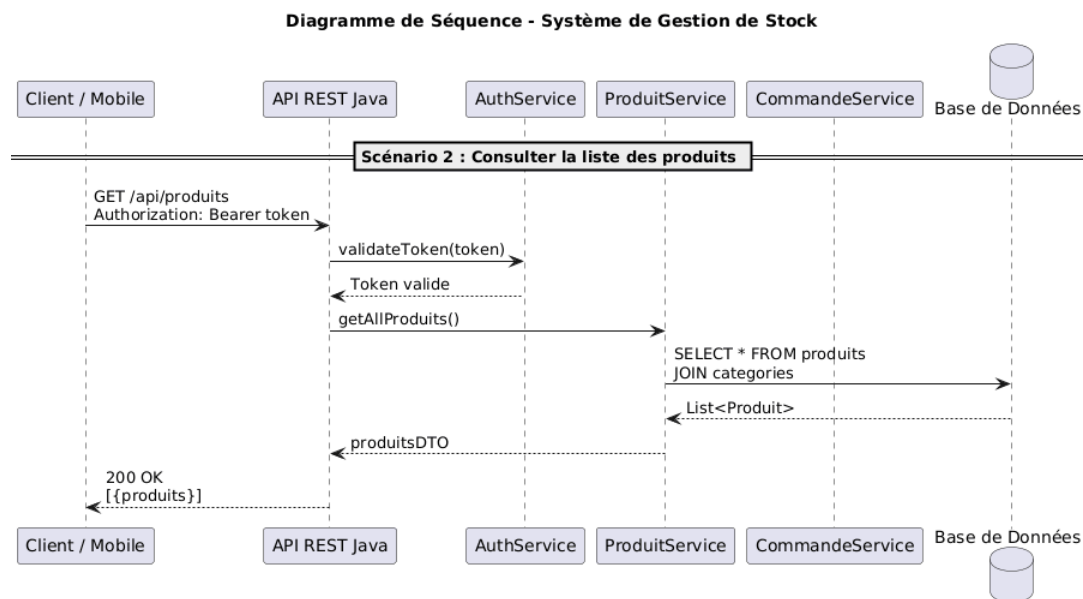 Diagramme de Séquence - Système de Gestion de Stock
Client / Mobile
API REST Java
AuthService
ProduitService
CommandeService
Base de Données
Scénario 2 : Consulter la liste des produits
GET /api/produits
Authorization: Bearer token
validateToken(token)
Token valide
getAllProduits()
SELECT * FROM produits
JOIN categories
List<Produit>
produitsDTO
200 OK
[{produits}]
Client / Mobile
API REST Java
AuthService
ProduitService
CommandeService
Base de Données